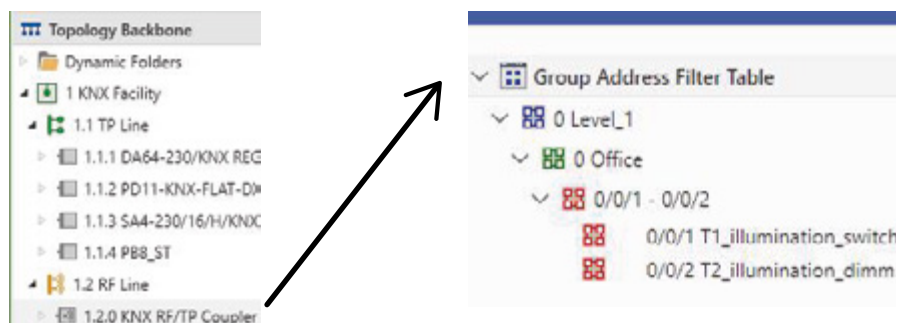 Topology Backbone
Dynamic Folders
1 KNX Facility
1.1 TP Line
1.1.1 DA64-230/KNX REG
1.1.2 PD11-KNX-FLAT-DX
1.1.3 SA4-230/16/H/KNX
1.1.4 PB8_ST
1.2 RF Line
1.2.0 KNX RF/TP Coupler
Group Address Filter Table
0 Level_1
0 Office
0/0/1 - 0/0/2
0/0/1 T1_illumination_switch
0/0/2 T2_illumination_dimm